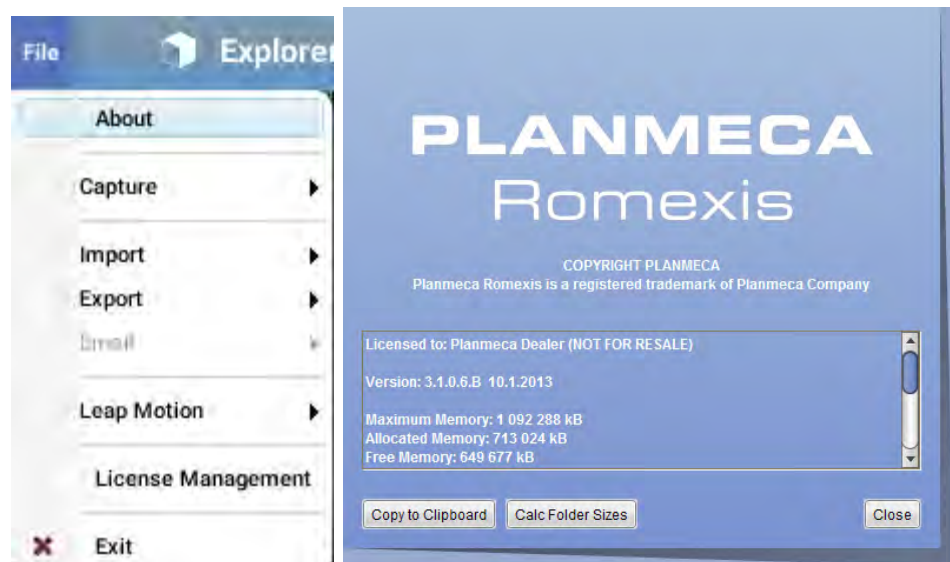 File
Explorer
About
Capture
Import
Export
Email
Leap Motion
License Management
Exit
PLANMECA
Romexis
COPYRIGHT PLANMECA
Planmeca Romexis is a registered trademark of Planmeca Company
Licensed to: Planmeca Dealer (NOT FOR RESALE)
Version: 3.1.0.6.B 10.1.2013
Maximum Memory: 1 092 288 kB
Allocated Memory: 713 024 kB
Free Memory: 649 677 kB
Copy to Clipboard
Calc Folder Sizes
Close